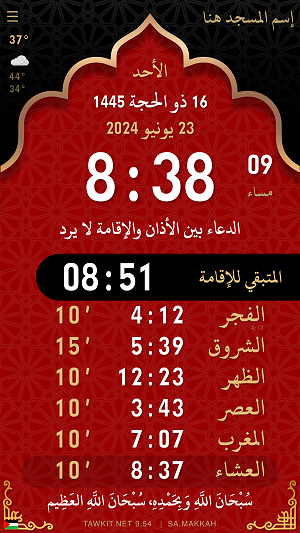 إسم المسجد هنا
37°
44°
34°
الأحد
16 ذو الحجة 1445
23 يونيو 2024
8:38 09
مساء
الدعاء بين الأذان والإقامة لا يرد
المتبقي للإقامة 08:51
الفجر 4:12 10′
4:13
الشروق 5:39 15′
الظهر 12:23 10′
العصر 3:43 10′
المغرب 7:07 10′
العشاء 8:37 10′
سُبْحَانَ اللَّهِ وَبِحَمْدِهِ، سُبْحَانَ اللَّهِ العَظِيم
TAWKIT.NET 9.54 | SA.MAKKAH